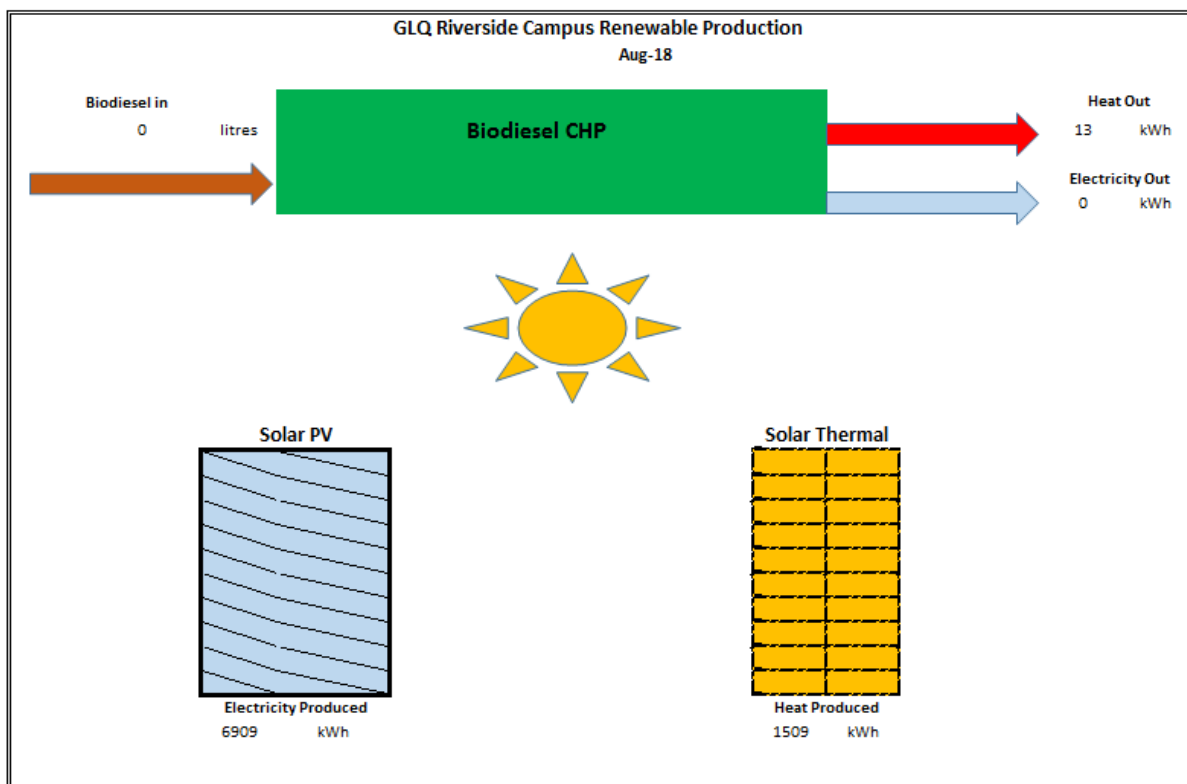 GLQ Riverside Campus Renewable Production
Aug-18
Biodiesel in
0 litres
Biodiesel CHP
Heat Out
13 kWh
Electricity Out
0 kWh
Solar PV
Solar Thermal
Electricity Produced
6909 kWh
Heat Produced
1509 kWh